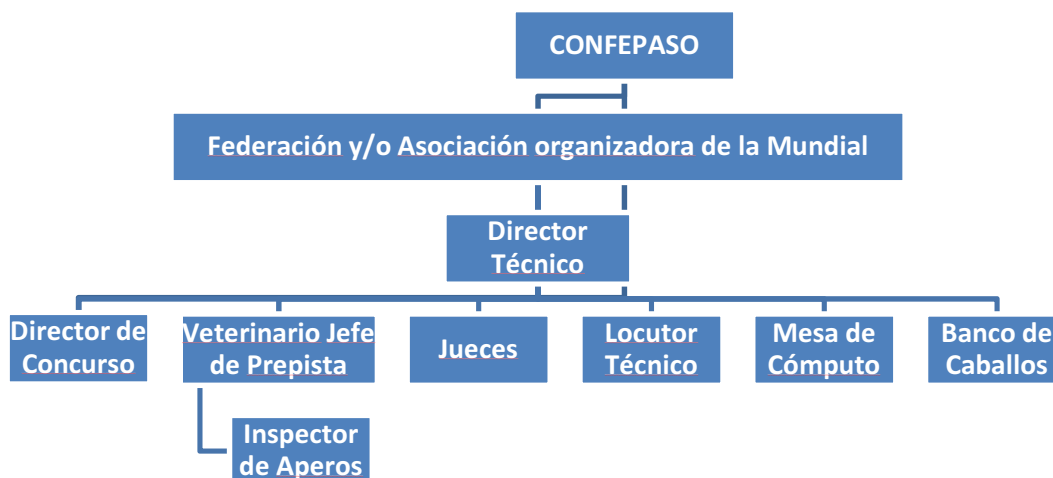 CONFEPASO
Federación y/o Asociación organizadora de la Mundial
Director
Técnico
Director de
Concurso
Veterinario Jefe
de Prepista
Jueces
Locutor
Técnico
Mesa de
Cómputo
Banco de
Caballos
Inspector
de Aperos